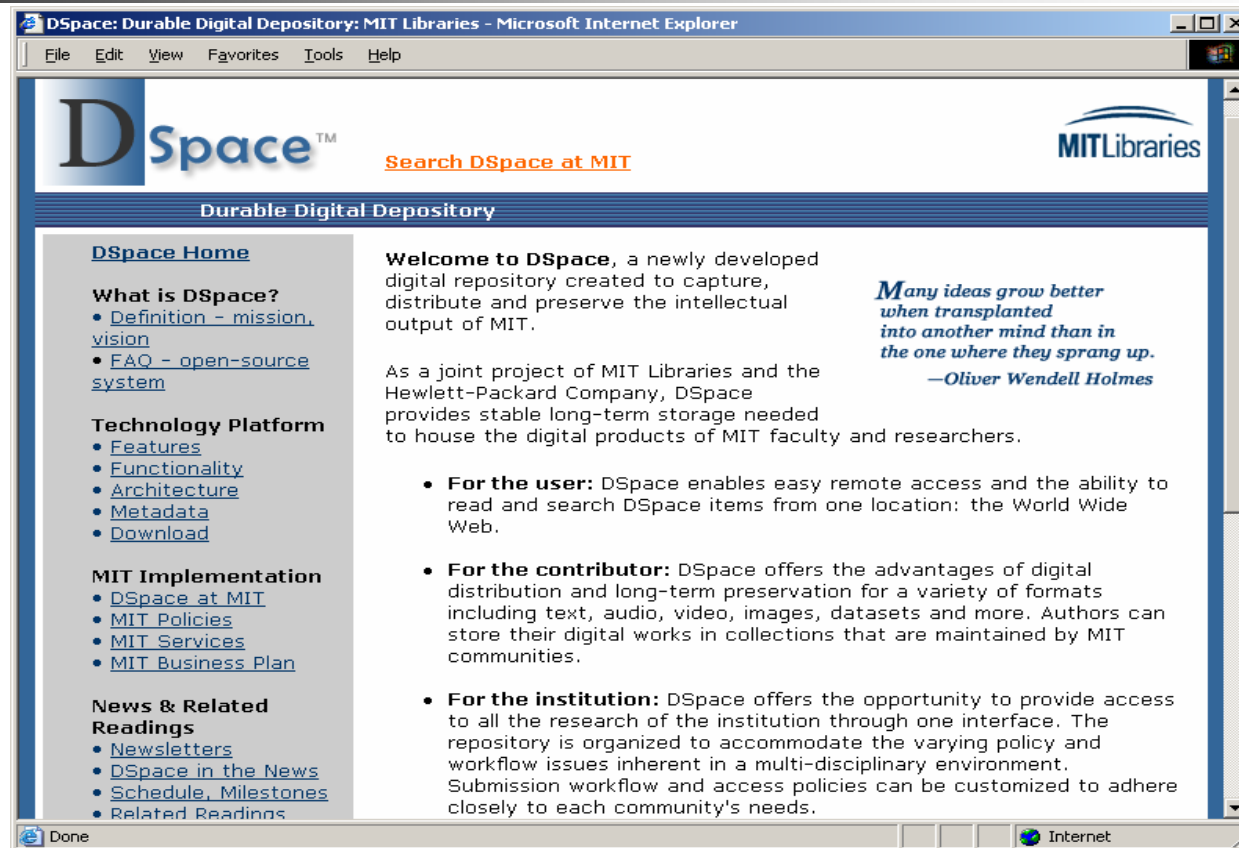 DSpace: Durable Digital Depository: MIT Libraries - Microsoft Internet Explorer
File Edit View Favorites Tools Help
DSpace™
Search DSpace at MIT
MITLibraries
Durable Digital Depository
DSpace Home
What is DSpace?
• Definition - mission,
vision
• FAQ - open-source
system
Technology Platform
• Features
• Functionality
• Architecture
• Metadata
• Download
MIT Implementation
• DSpace at MIT
• MIT Policies
• MIT Services
• MIT Business Plan
News & Related
Readings
• Newsletters
• DSpace in the News
• Schedule, Milestones
• Related Readings
Welcome to DSpace, a newly developed
digital repository created to capture,
distribute and preserve the intellectual
output of MIT.
Many ideas grow better
when transplanted
into another mind than in
the one where they sprang up.
—Oliver Wendell Holmes
As a joint project of MIT Libraries and the
Hewlett-Packard Company, DSpace
provides stable long-term storage needed
to house the digital products of MIT faculty and researchers.
• For the user: DSpace enables easy remote access and the ability to
read and search DSpace items from one location: the World Wide
Web.
• For the contributor: DSpace offers the advantages of digital
distribution and long-term preservation for a variety of formats
including text, audio, video, images, datasets and more. Authors can
store their digital works in collections that are maintained by MIT
communities.
• For the institution: DSpace offers the opportunity to provide access
to all the research of the institution through one interface. The
repository is organized to accommodate the varying policy and
workflow issues inherent in a multi-disciplinary environment.
Submission workflow and access policies can be customized to adhere
closely to each community's needs.
Done
Internet